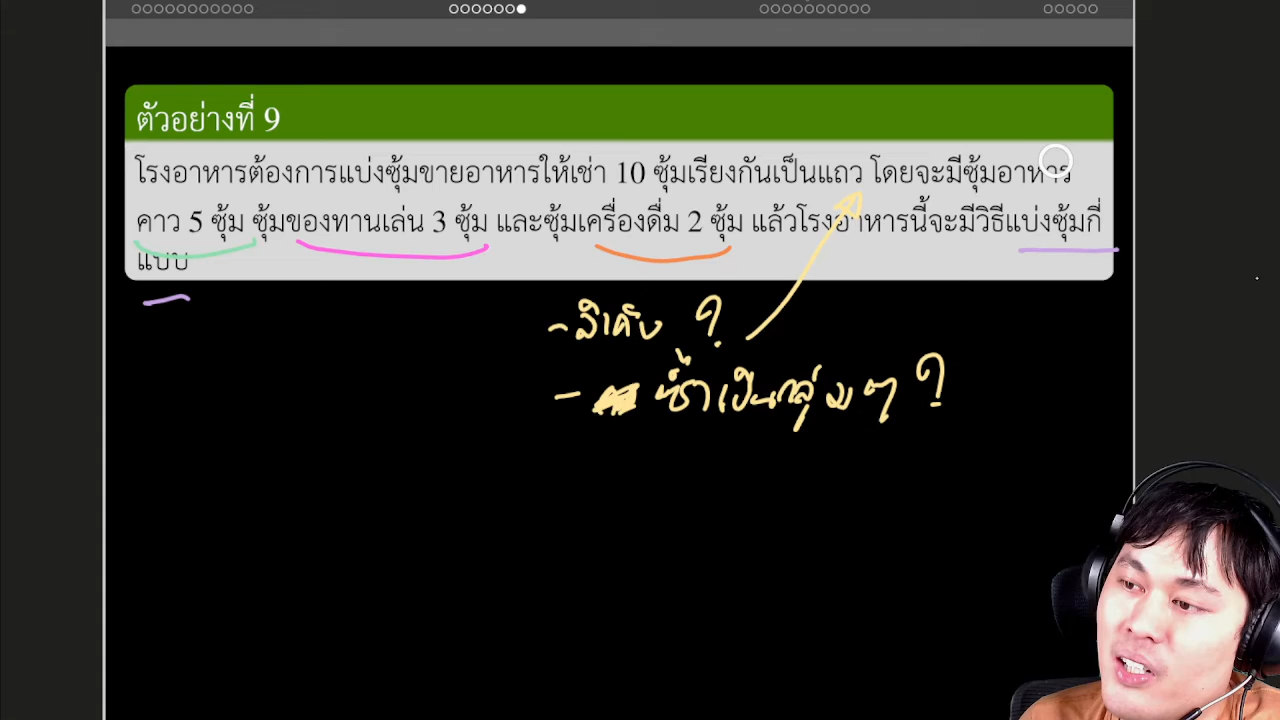 ตัวอย่างที่ 9
โรงอาหารต้องการแบ่งซุ้มขายอาหารให้เช่า 10 ซุ้มเรียงกันเป็นแถว โดยจะมีซุ้มอาหาร
คาว 5 ซุ้ม ซุ้มของทานเล่น 3 ซุ้ม และซุ้มเครื่องดื่ม 2 ซุ้ม แล้วโรงอาหารนี้จะมีวิธีแบ่งซุ้มกี่
แบบ
- ลำดับ ?
- ซ้ำเป็นกลุ่ม ๆ ?